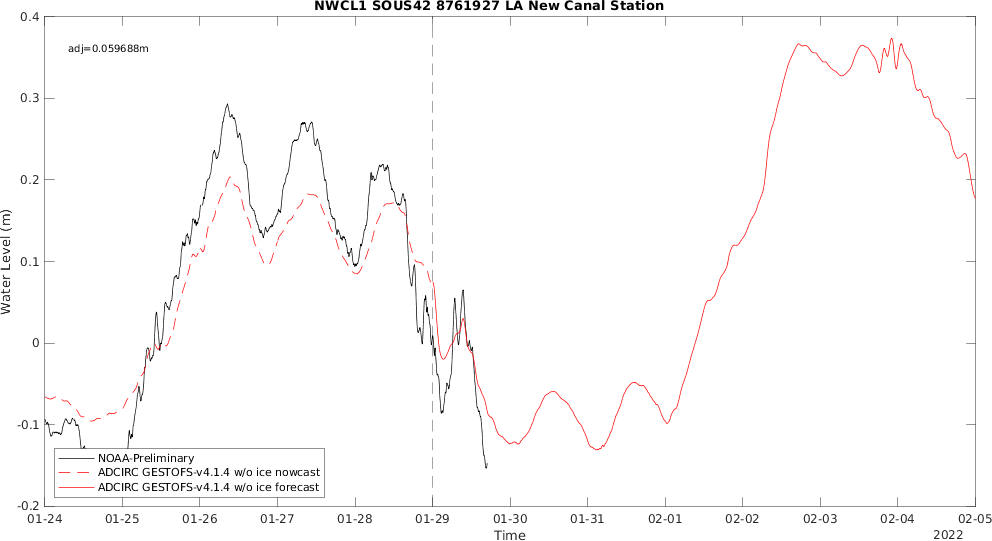 NWCL1 SOUS42 8761927 LA New Canal Station
adj=0.059688m
0.4
0.3
0.2
0.1
0
-0.1
-0.2
Water Level (m)
NOAA-Preliminary
ADCIRC GESTOFS-v4.1.4 w/o ice nowcast
ADCIRC GESTOFS-v4.1.4 w/o ice forecast
01-24 01-25 01-26 01-27 01-28 01-29 01-30 01-31 02-01 02-02 02-03 02-04 02-05
Time
2022